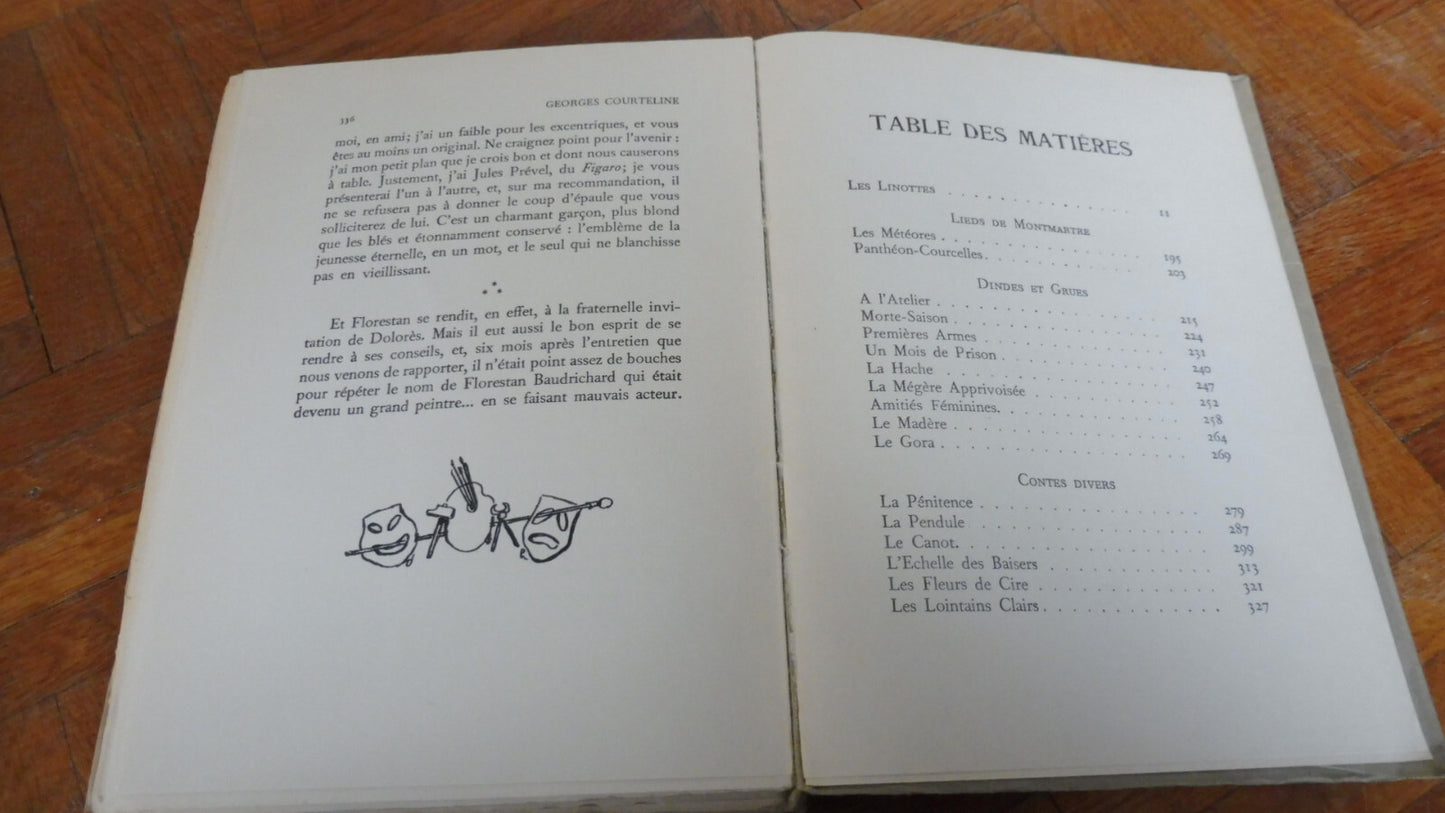 336
GEORGES COURTELINE
moi, en ami; j'ai un faible pour les excentriques, et vous
êtes au moins un original. Ne craignez point pour l'avenir :
j'ai mon petit plan que je crois bon et dont nous causerons
à table. Justement, j'ai Jules Prével, du Figaro; je vous
présenterai l'un à l'autre, et, sur ma recommandation, il
ne se refusera pas à donner le coup d'épaule que vous
solliciterez de lui. C'est un charmant garçon, plus blond
que les blés et étonnamment conservé : l'emblème de la
jeunesse éternelle, en un mot, et le seul qui ne blanchisse
pas en vieillissant.
* * *
Et Florestan se rendit, en effet, à la fraternelle invi-
tation de Dolorès. Mais il eut aussi le bon esprit de se
rendre à ses conseils, et, six mois après l'entretien que
nous venons de rapporter, il n'était point assez de bouches
pour répéter le nom de Florestan Baudrichard qui était
devenu un grand peintre... en se faisant mauvais acteur.
TABLE DES MATIÈRES
Les Linottes . . . . . . . . . . . . . . 11
Lieds de Montmartre
Les Météores . . . . . . . . . . . . . 195
Panthéon-Courcelles . . . . . . . . . . 203
Dindes et Grues
A l'Atelier . . . . . . . . . . . . . . 215
Morte-Saison . . . . . . . . . . . . . 224
Premières Armes . . . . . . . . . . . . 231
Un Mois de Prison . . . . . . . . . . . 240
La Hache . . . . . . . . . . . . . . . 247
La Mégère Apprivoisée . . . . . . . . . 252
Amitiés Féminines . . . . . . . . . . . 258
Le Madère . . . . . . . . . . . . . . . 264
Le Gora . . . . . . . . . . . . . . . . 269
Contes divers
La Pénitence . . . . . . . . . . . . . 279
La Pendule . . . . . . . . . . . . . . 287
Le Canot . . . . . . . . . . . . . . . 299
L'Echelle des Baisers . . . . . . . . . 313
Les Fleurs de Cire . . . . . . . . . . 321
Les Lointains Clairs . . . . . . . . . . 327